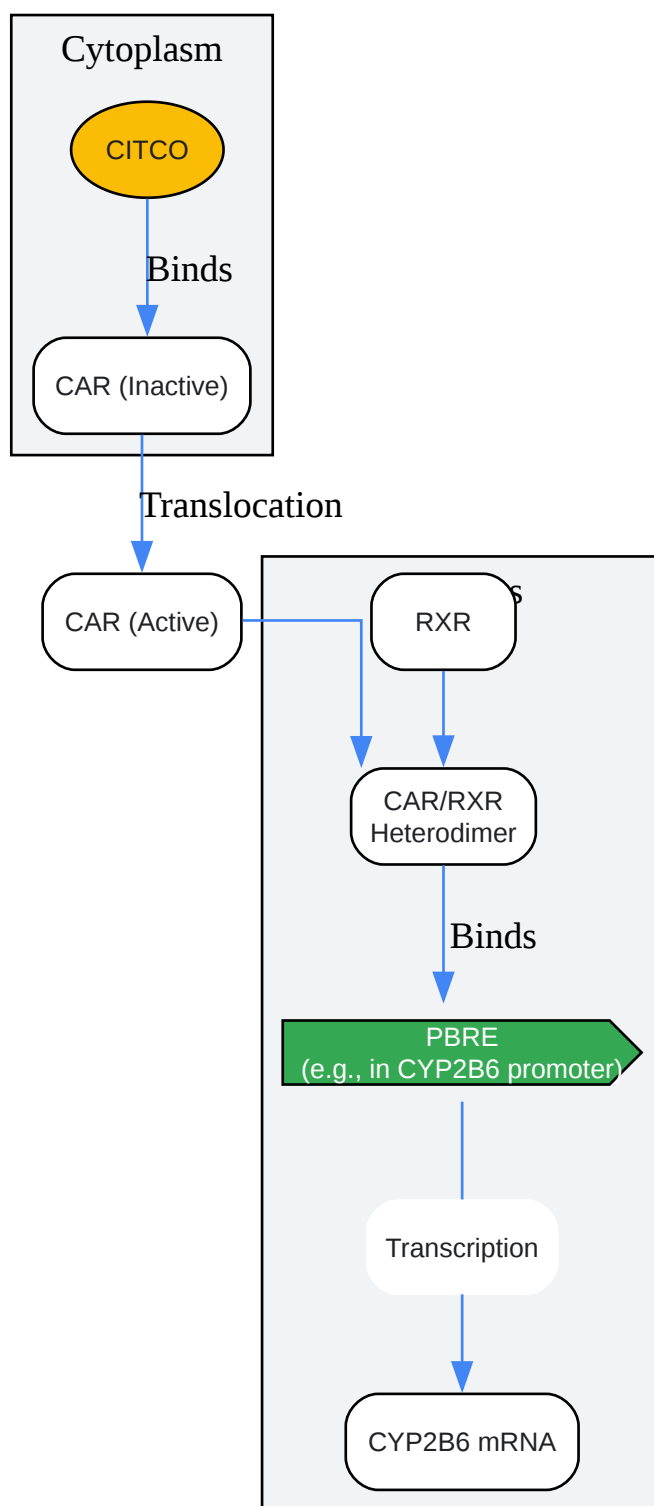 Cytoplasm
CITCO
Binds
CAR (Inactive)
Translocation
CAR (Active)
RXR
CAR/RXR
Heterodimer
Binds
PBRE
(e.g., in CYP2B6 promoter)
Transcription
CYP2B6 mRNA